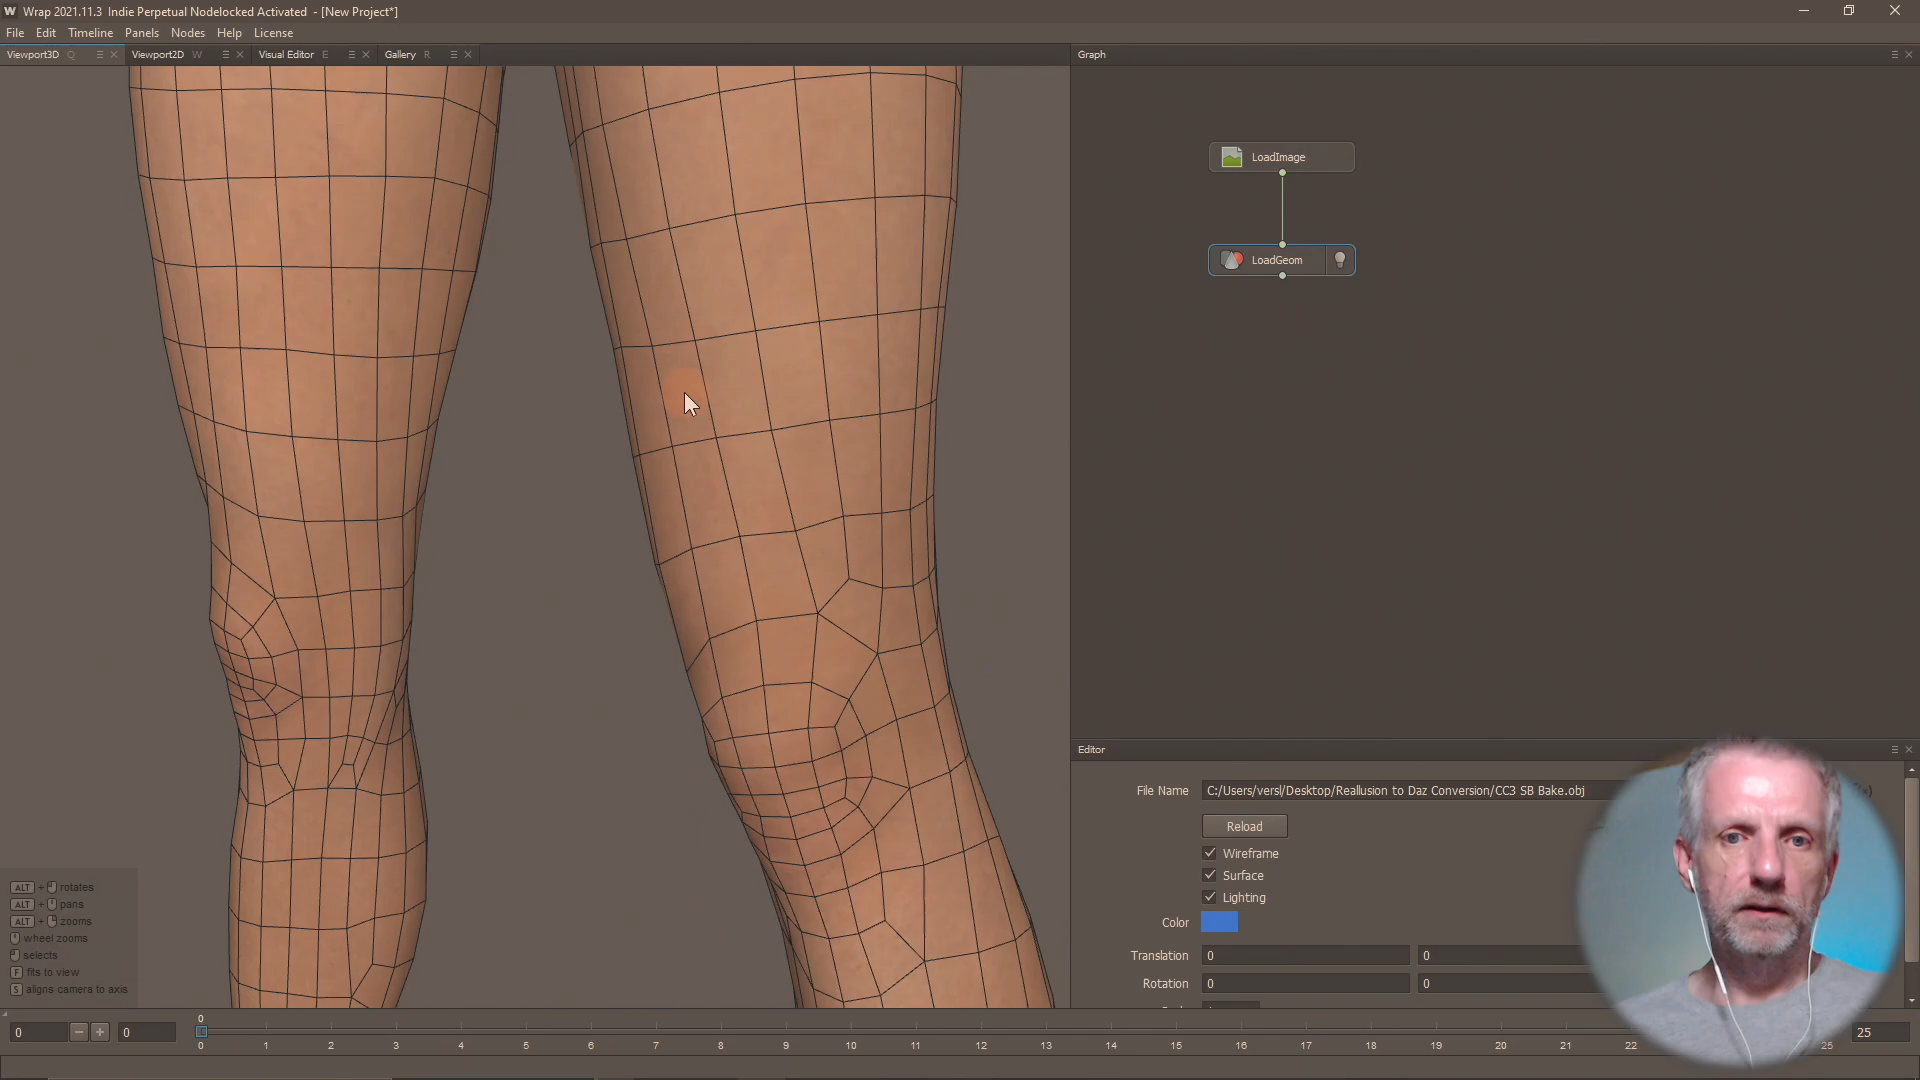 Wrap 2021.11.3 Indie Perpetual Nodelocked Activated - [New Project*]
File Edit Timeline Panels Nodes Help License
Viewport3D Q Viewport2D W Visual Editor E Gallery R Graph
LoadImage
LoadGeom
Editor
File Name C:/Users/versl/Desktop/Reallusion to Daz Conversion/CC3 SB Bake.obj
Reload
Wireframe
Surface
Lighting
Color
Translation 0 0
Rotation 0 0
ALT + rotates
ALT + pans
ALT + zooms
wheel zooms
selects
F fits to view
S aligns camera to axis
0
0 0 25
0 1 2 3 4 5 6 7 8 9 10 11 12 13 14 15 16 17 18 19 20 21 22 25